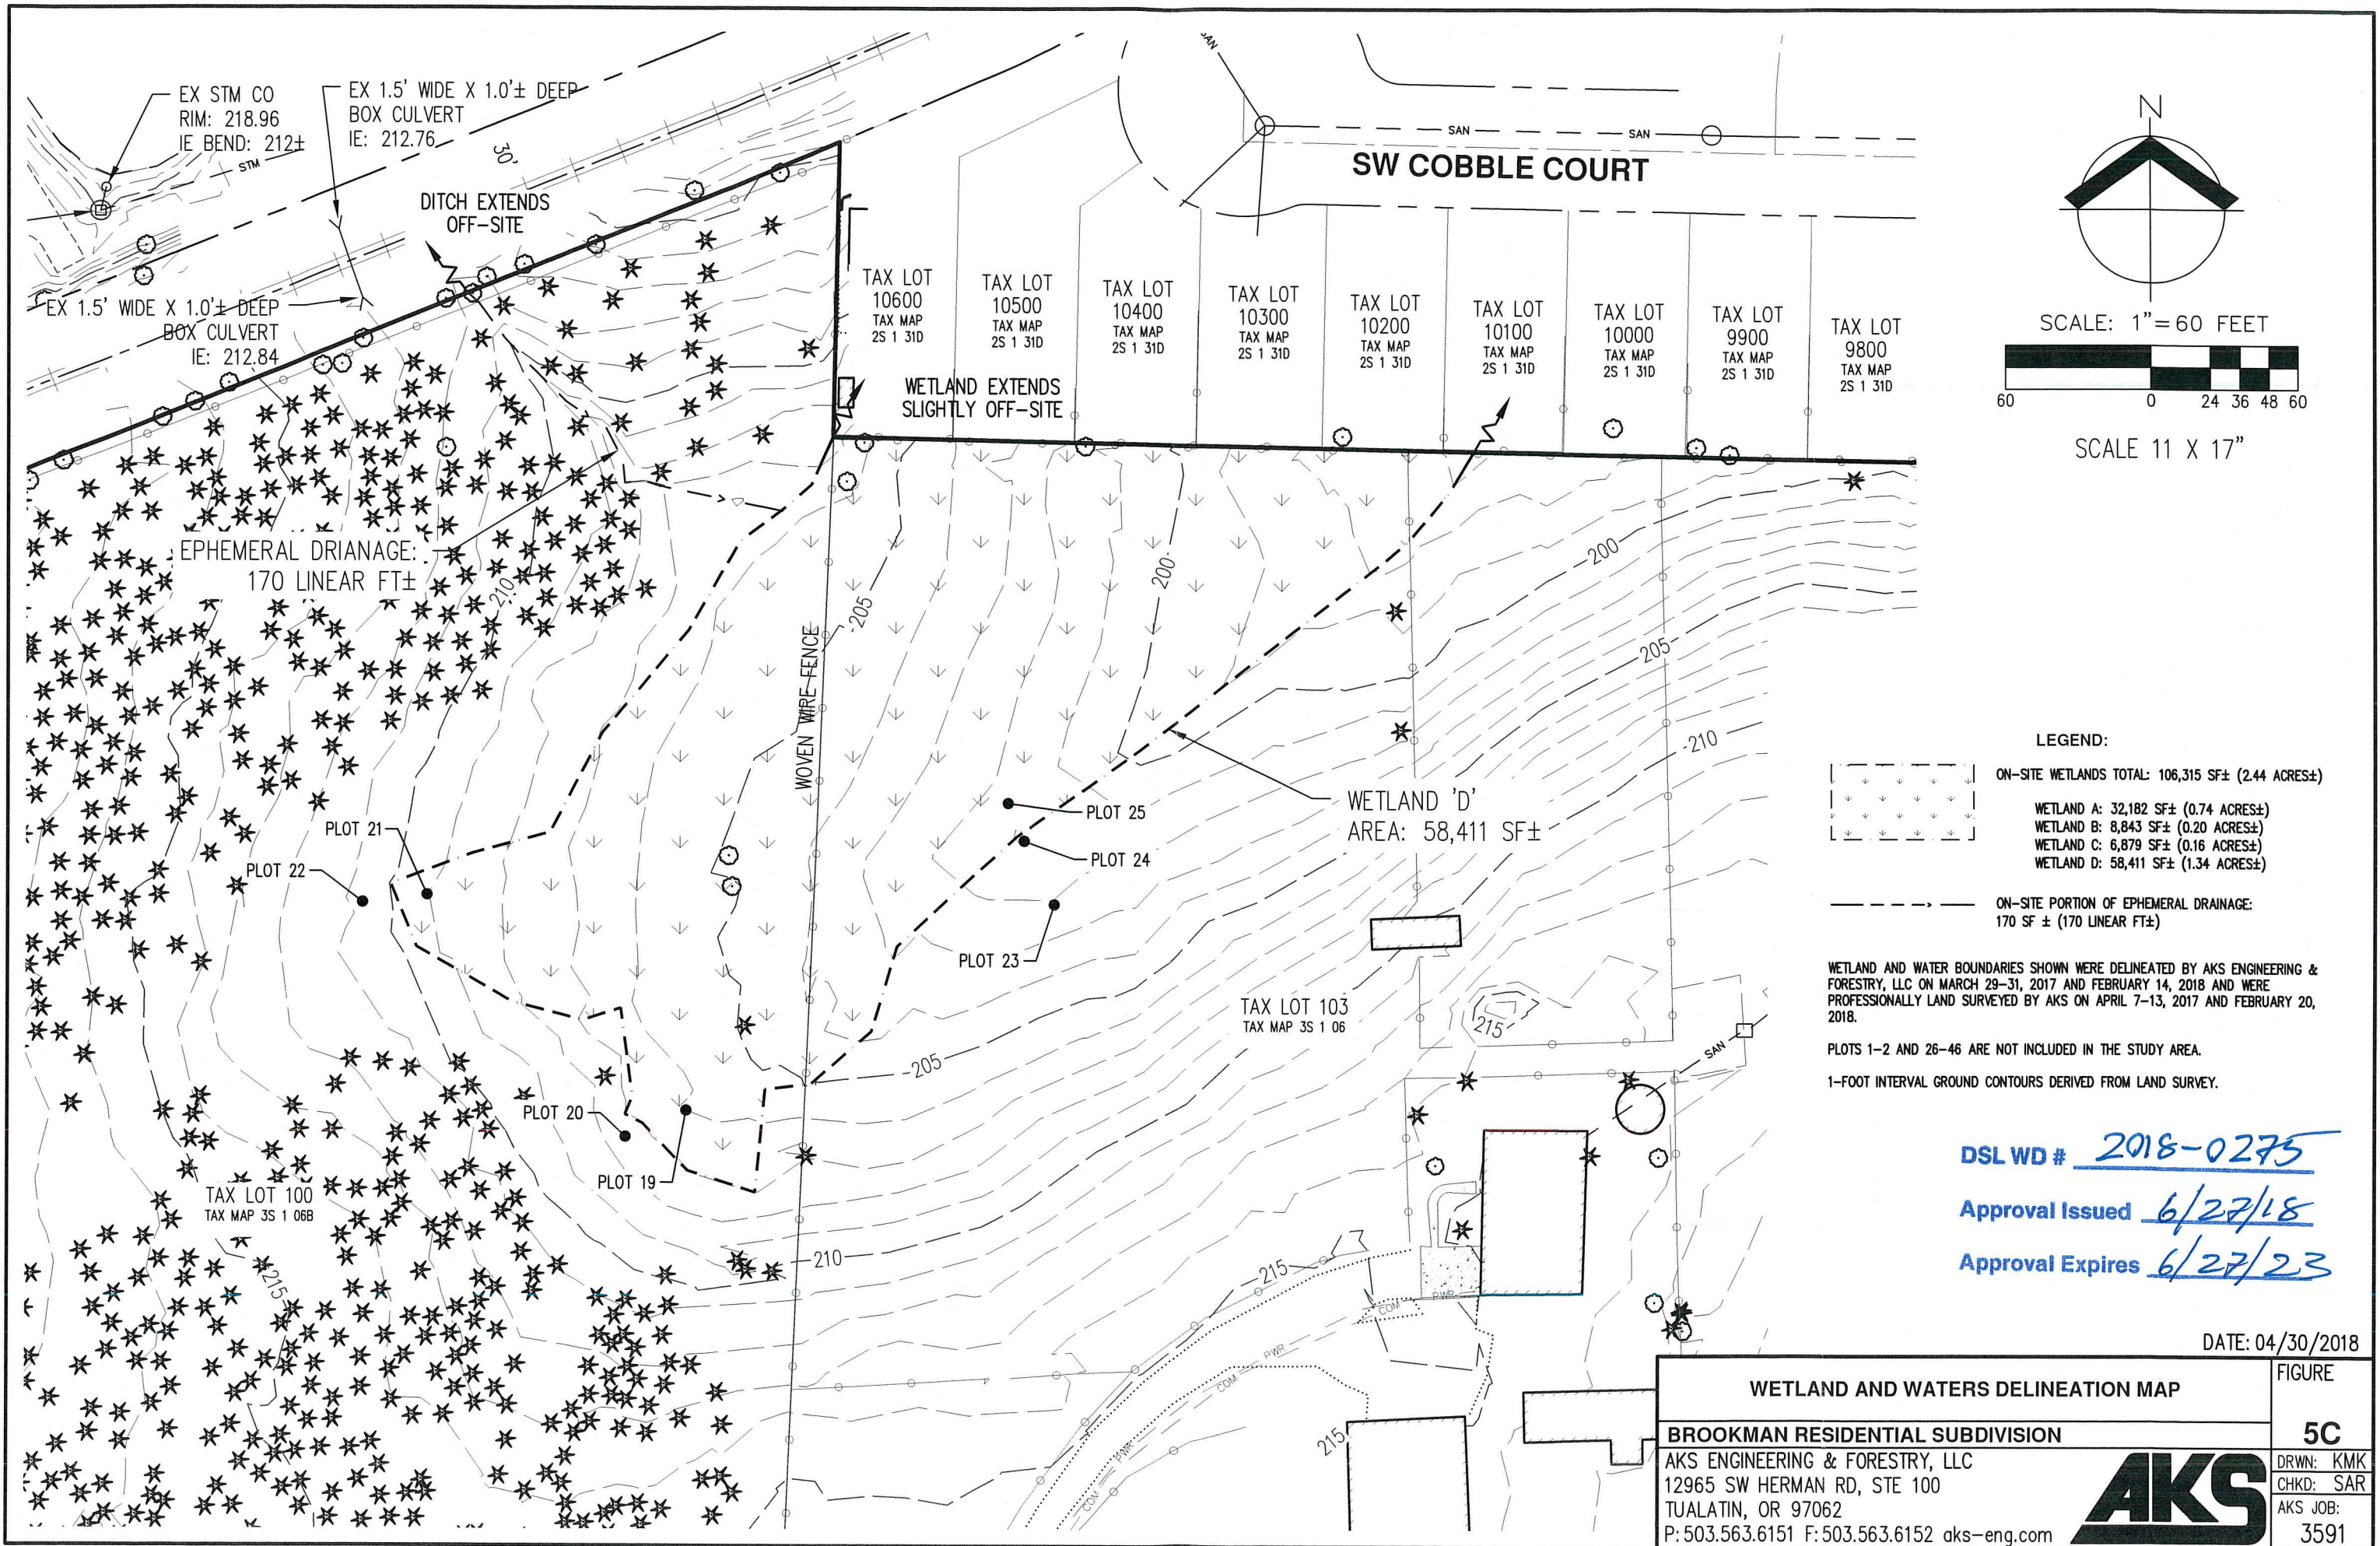 EX STM CO
RIM: 218.96
IE BEND: 212±
STM
EX 1.5' WIDE X 1.0'± DEEP
BOX CULVERT
IE: 212.76
30'
DITCH EXTENDS
OFF-SITE
EX 1.5' WIDE X 1.0'± DEEP
BOX CULVERT
IE: 212.84
SAN
SAN
SAN
SW COBBLE COURT
N
SCALE: 1"=60 FEET
60 0 24 36 48 60
SCALE 11 X 17"
TAX LOT
10600
TAX MAP
2S 1 31D
TAX LOT
10500
TAX MAP
2S 1 31D
TAX LOT
10400
TAX MAP
2S 1 31D
TAX LOT
10300
TAX MAP
2S 1 31D
TAX LOT
10200
TAX MAP
2S 1 31D
TAX LOT
10100
TAX MAP
2S 1 31D
TAX LOT
10000
TAX MAP
2S 1 31D
TAX LOT
9900
TAX MAP
2S 1 31D
TAX LOT
9800
TAX MAP
2S 1 31D
WETLAND EXTENDS
SLIGHTLY OFF-SITE
EPHEMERAL DRIANAGE:
170 LINEAR FT±
210
205
200
200
205
210
WOVEN WIRE FENCE
PLOT 21
PLOT 22
PLOT 25
PLOT 24
PLOT 23
WETLAND 'D'
AREA: 58,411 SF±
TAX LOT 103
TAX MAP 3S 1 06
215
SAN
205
PLOT 20
PLOT 19
TAX LOT 100
TAX MAP 3S 1 06B
215
210
215
COM
PWR
PWR
COM
PWR
COM
215
LEGEND:
ON-SITE WETLANDS TOTAL: 106,315 SF± (2.44 ACRES±)
WETLAND A: 32,182 SF± (0.74 ACRES±)
WETLAND B: 8,843 SF± (0.20 ACRES±)
WETLAND C: 6,879 SF± (0.16 ACRES±)
WETLAND D: 58,411 SF± (1.34 ACRES±)
ON-SITE PORTION OF EPHEMERAL DRAINAGE:
170 SF ± (170 LINEAR FT±)
WETLAND AND WATER BOUNDARIES SHOWN WERE DELINEATED BY AKS ENGINEERING &
FORESTRY, LLC ON MARCH 29-31, 2017 AND FEBRUARY 14, 2018 AND WERE
PROFESSIONALLY LAND SURVEYED BY AKS ON APRIL 7-13, 2017 AND FEBRUARY 20,
2018.
PLOTS 1-2 AND 26-46 ARE NOT INCLUDED IN THE STUDY AREA.
1-FOOT INTERVAL GROUND CONTOURS DERIVED FROM LAND SURVEY.
DSL WD # 2018-0275
Approval Issued 6/27/18
Approval Expires 6/27/23
DATE: 04/30/2018
WETLAND AND WATERS DELINEATION MAP
BROOKMAN RESIDENTIAL SUBDIVISION
AKS ENGINEERING & FORESTRY, LLC
12965 SW HERMAN RD, STE 100
TUALATIN, OR 97062
P: 503.563.6151 F: 503.563.6152 aks-eng.com
AKS
FIGURE
5C
DRWN: KMK
CHKD: SAR
AKS JOB:
3591